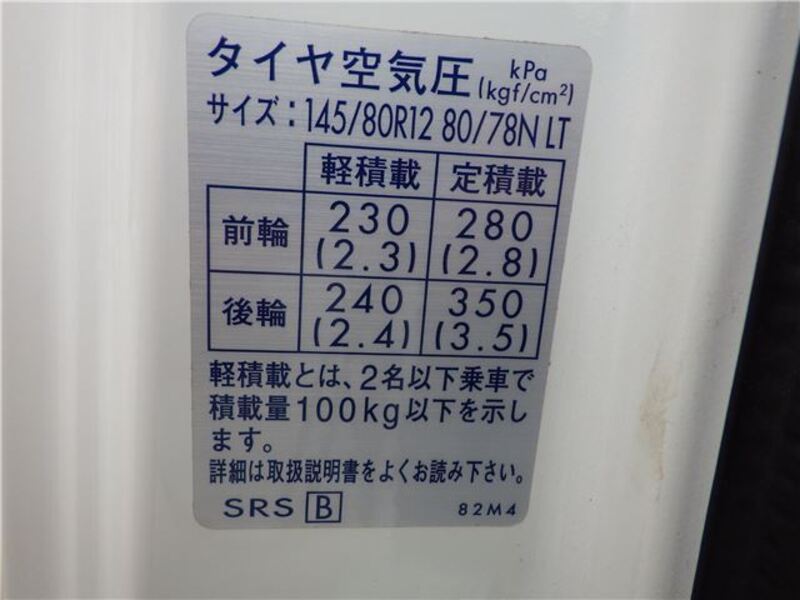 タイヤ空気圧 kPa
(kgf/cm²)
サイズ：145/80R12 80/78N LT
軽積載 定積載
前輪 230 280
(2.3) (2.8)
後輪 240 350
(2.4) (3.5)
軽積載とは、2名以下乗車で
積載量100kg以下を示し
ます。
詳細は取扱説明書をよくお読み下さい。
SRS B 82M4